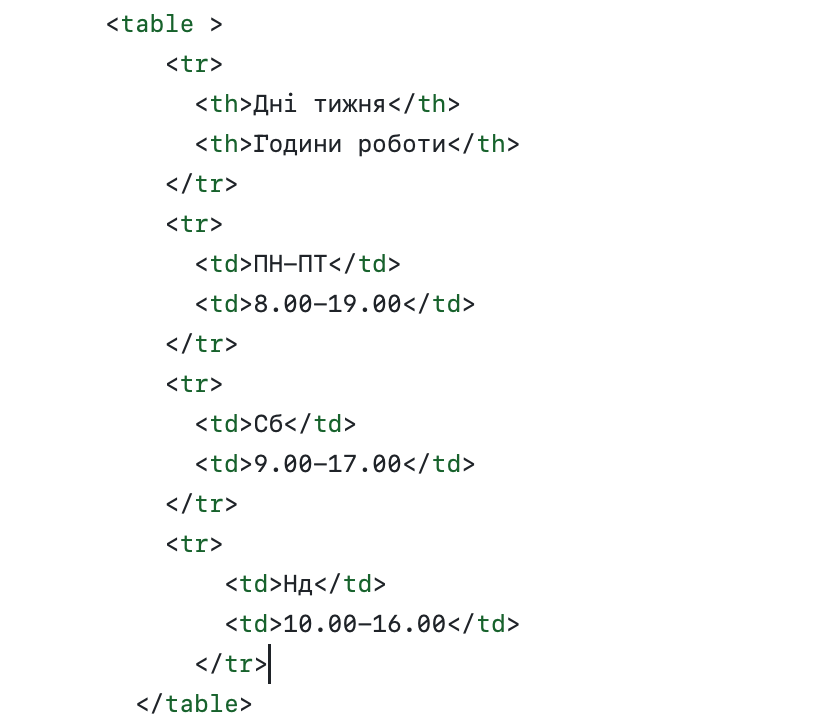 <table >
<tr>
<th>Дні тижня</th>
<th>Години роботи</th>
</tr>
<tr>
<td>ПН-ПТ</td>
<td>8.00-19.00</td>
</tr>
<tr>
<td>Сб</td>
<td>9.00-17.00</td>
</tr>
<tr>
<td>Нд</td>
<td>10.00-16.00</td>
</tr>
</table>